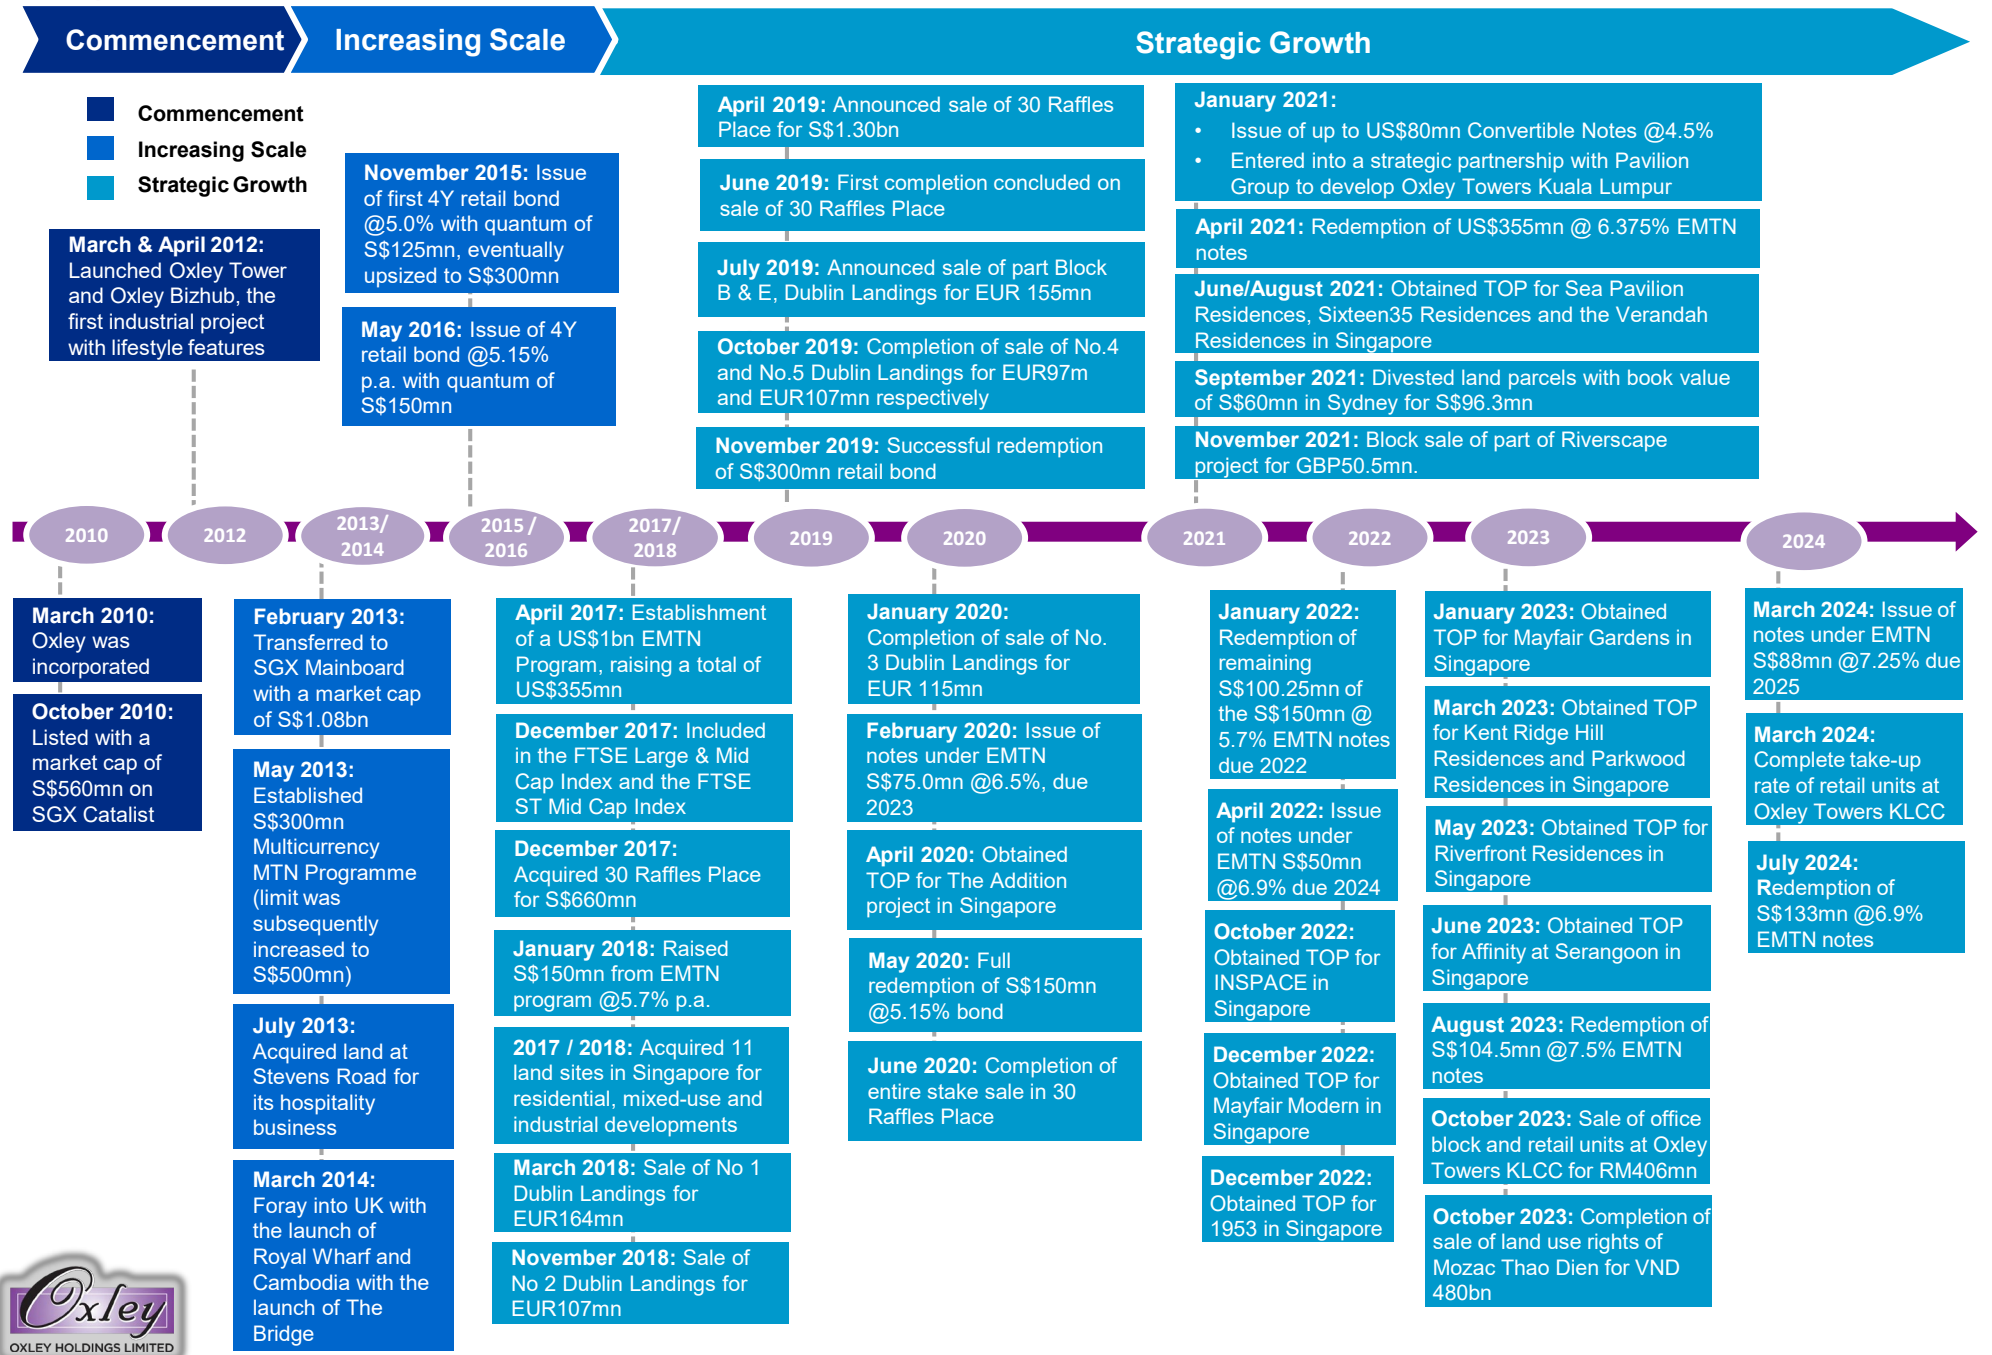 Commencement
Increasing Scale
Strategic Growth
Commencement
Increasing Scale
Strategic Growth
March & April 2012:
Launched Oxley Tower
and Oxley Bizhub, the
first industrial project
with lifestyle features
November 2015: Issue
of first 4Y retail bond
@5.0% with quantum of
S$125mn, eventually
upsized to S$300mn
May 2016: Issue of 4Y
retail bond @5.15%
p.a. with quantum of
S$150mn
April 2019: Announced sale of 30 Raffles
Place for S$1.30bn
June 2019: First completion concluded on
sale of 30 Raffles Place
July 2019: Announced sale of part Block
B & E, Dublin Landings for EUR 155mn
October 2019: Completion of sale of No.4
and No.5 Dublin Landings for EUR97m
and EUR107mn respectively
November 2019: Successful redemption
of S$300mn retail bond
January 2021:
• Issue of up to US$80mn Convertible Notes @4.5%
• Entered into a strategic partnership with Pavilion
Group to develop Oxley Towers Kuala Lumpur
April 2021: Redemption of US$355mn @ 6.375% EMTN
notes
June/August 2021: Obtained TOP for Sea Pavilion
Residences, Sixteen35 Residences and the Verandah
Residences in Singapore
September 2021: Divested land parcels with book value
of S$60mn in Sydney for S$96.3mn
November 2021: Block sale of part of Riverscape
project for GBP50.5mn.
2010
2012
2013/
2014
2015 /
2016
2017/
2018
2019
2020
2021
2022
2023
2024
March 2010:
Oxley was
incorporated
October 2010:
Listed with a
market cap of
S$560mn on
SGX Catalist
February 2013:
Transferred to
SGX Mainboard
with a market cap
of S$1.08bn
May 2013:
Established
S$300mn
Multicurrency
MTN Programme
(limit was
subsequently
increased to
S$500mn)
July 2013:
Acquired land at
Stevens Road for
its hospitality
business
March 2014:
Foray into UK with
the launch of
Royal Wharf and
Cambodia with the
launch of The
Bridge
April 2017: Establishment
of a US$1bn EMTN
Program, raising a total of
US$355mn
December 2017: Included
in the FTSE Large & Mid
Cap Index and the FTSE
ST Mid Cap Index
December 2017:
Acquired 30 Raffles Place
for S$660mn
January 2018: Raised
S$150mn from EMTN
program @5.7% p.a.
2017 / 2018: Acquired 11
land sites in Singapore for
residential, mixed-use and
industrial developments
March 2018: Sale of No 1
Dublin Landings for
EUR164mn
November 2018: Sale of
No 2 Dublin Landings for
EUR107mn
January 2020:
Completion of sale of No.
3 Dublin Landings for
EUR 115mn
February 2020: Issue of
notes under EMTN
S$75.0mn @6.5%, due
2023
April 2020: Obtained
TOP for The Addition
project in Singapore
May 2020: Full
redemption of S$150mn
@5.15% bond
June 2020: Completion of
entire stake sale in 30
Raffles Place
January 2022:
Redemption of
remaining
S$100.25mn of
the S$150mn @
5.7% EMTN notes
due 2022
April 2022: Issue
of notes under
EMTN S$50mn
@6.9% due 2024
October 2022:
Obtained TOP for
INSPACE in
Singapore
December 2022:
Obtained TOP for
Mayfair Modern in
Singapore
December 2022:
Obtained TOP for
1953 in Singapore
January 2023: Obtained
TOP for Mayfair Gardens in
Singapore
March 2023: Obtained TOP
for Kent Ridge Hill
Residences and Parkwood
Residences in Singapore
May 2023: Obtained TOP for
Riverfront Residences in
Singapore
June 2023: Obtained TOP
for Affinity at Serangoon in
Singapore
August 2023: Redemption of
S$104.5mn @7.5% EMTN
notes
October 2023: Sale of office
block and retail units at Oxley
Towers KLCC for RM406mn
October 2023: Completion of
sale of land use rights of
Mozac Thao Dien for VND
480bn
March 2024: Issue of
notes under EMTN
S$88mn @7.25% due
2025
March 2024:
Complete take-up
rate of retail units at
Oxley Towers KLCC
July 2024:
Redemption of
S$133mn @6.9%
EMTN notes
Oxley
OXLEY HOLDINGS LIMITED